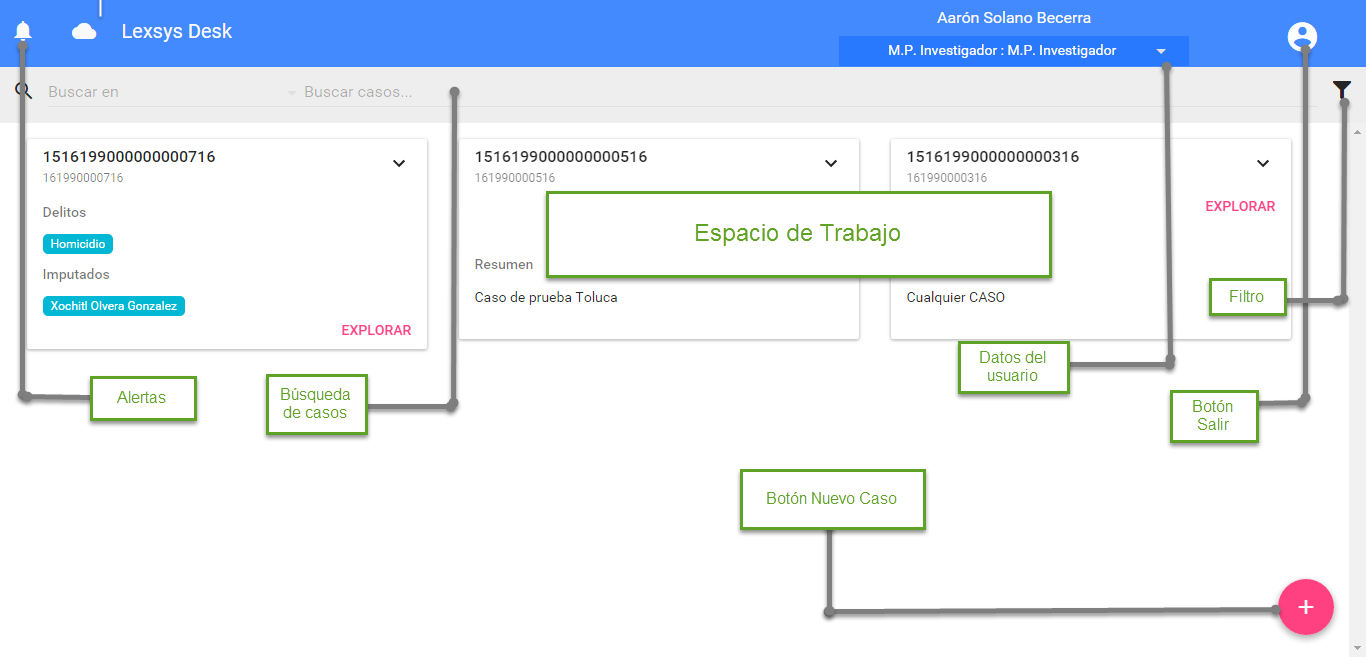 Lexsys Desk
Aarón Solano Becerra
M.P. Investigador : M.P. Investigador
Buscar en
Buscar casos...
1516199000000000716
161990000716
Delitos
Homicidio
Imputados
Xochitl Olvera Gonzalez
EXPLORAR
1516199000000000516
161990000516
Resumen
Caso de prueba Toluca
1516199000000000316
161990000316
EXPLORAR
Cualquier CASO
Espacio de Trabajo
Filtro
Datos del
usuario
Alertas
Búsqueda
de casos
Botón
Salir
Botón Nuevo Caso
+